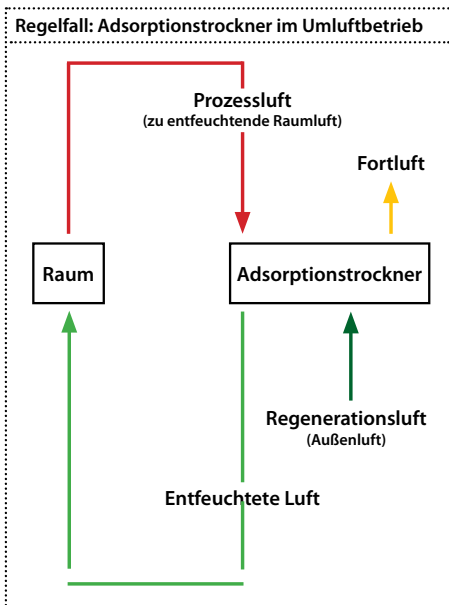 Regelfall: Adsorptionstrockner im Umluftbetrieb
Prozessluft
(zu entfeuchtende Raumluft)
Fortluft
Raum
Adsorptionstrockner
Regenerationsluft
(Außenluft)
Entfeuchtete Luft